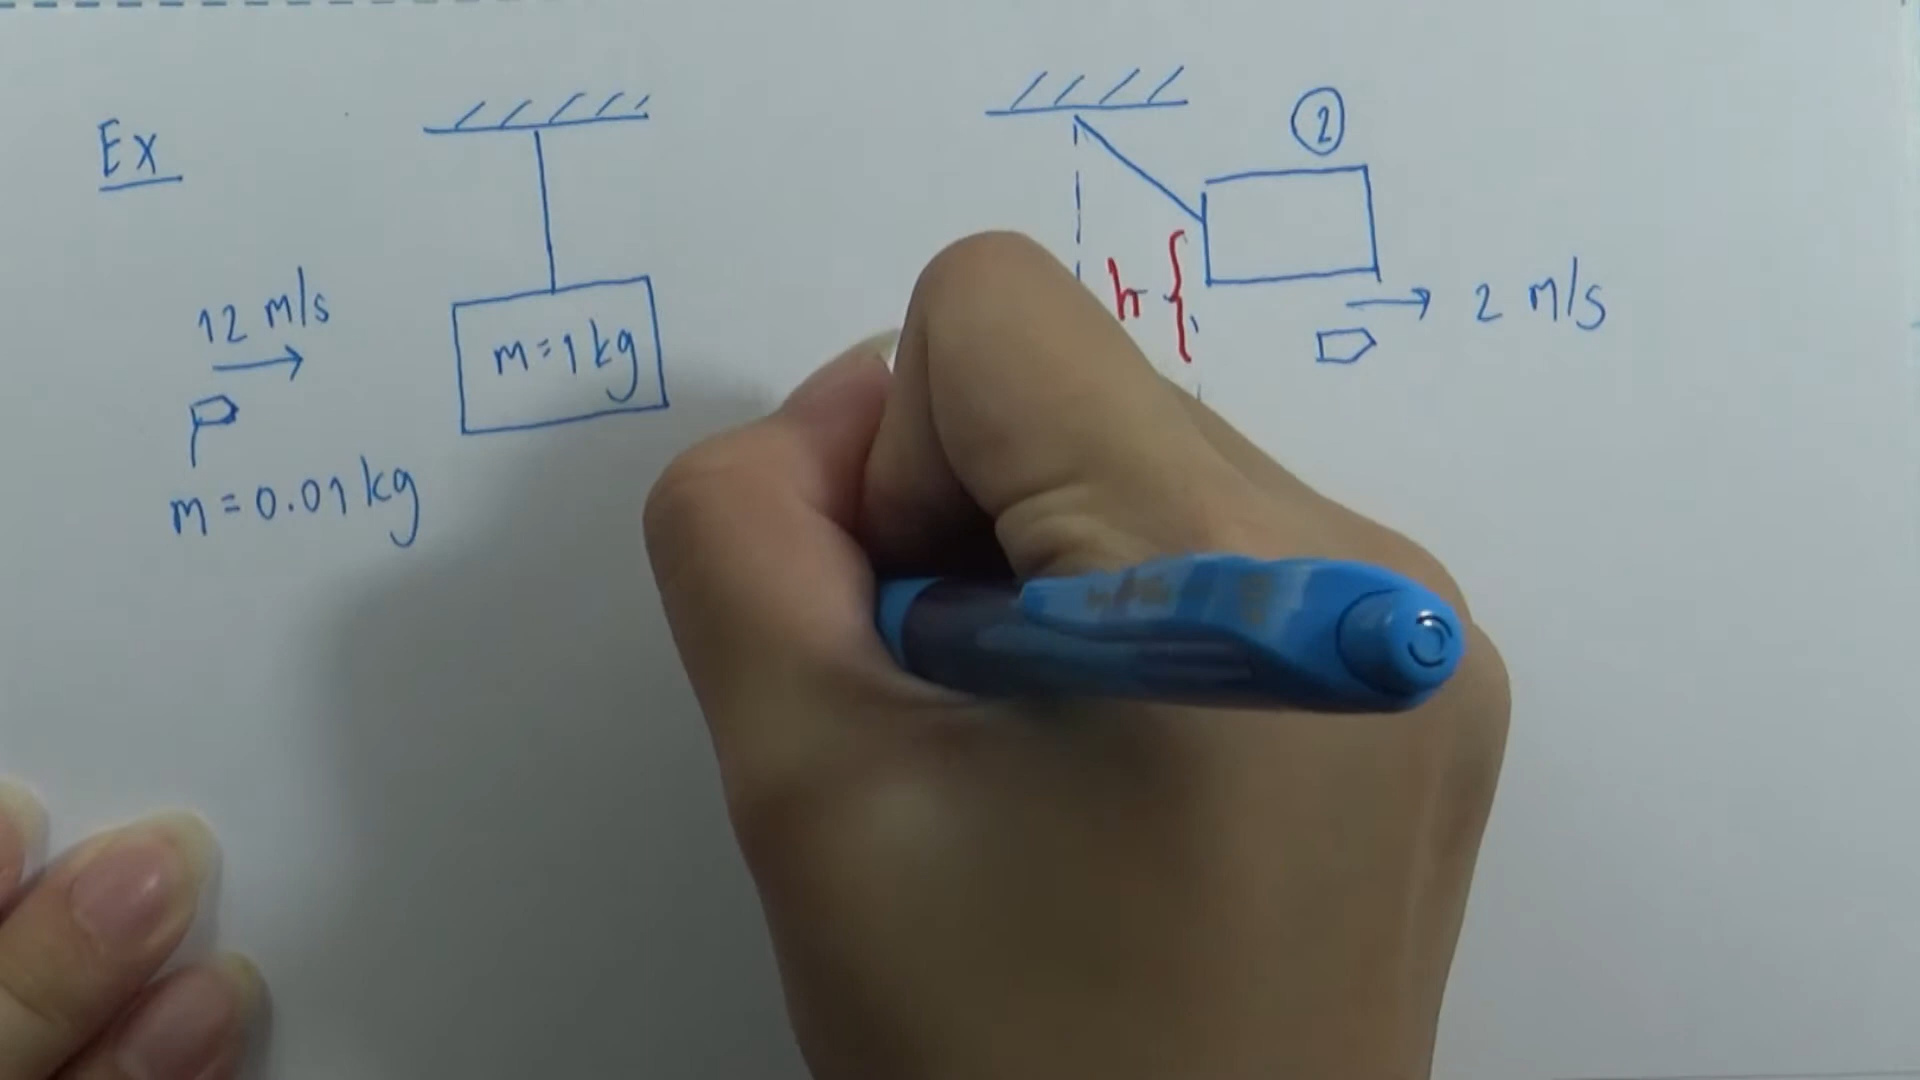 Ex
12 m/s
m = 0.01 kg
m = 1 kg
2
h
2 m/s